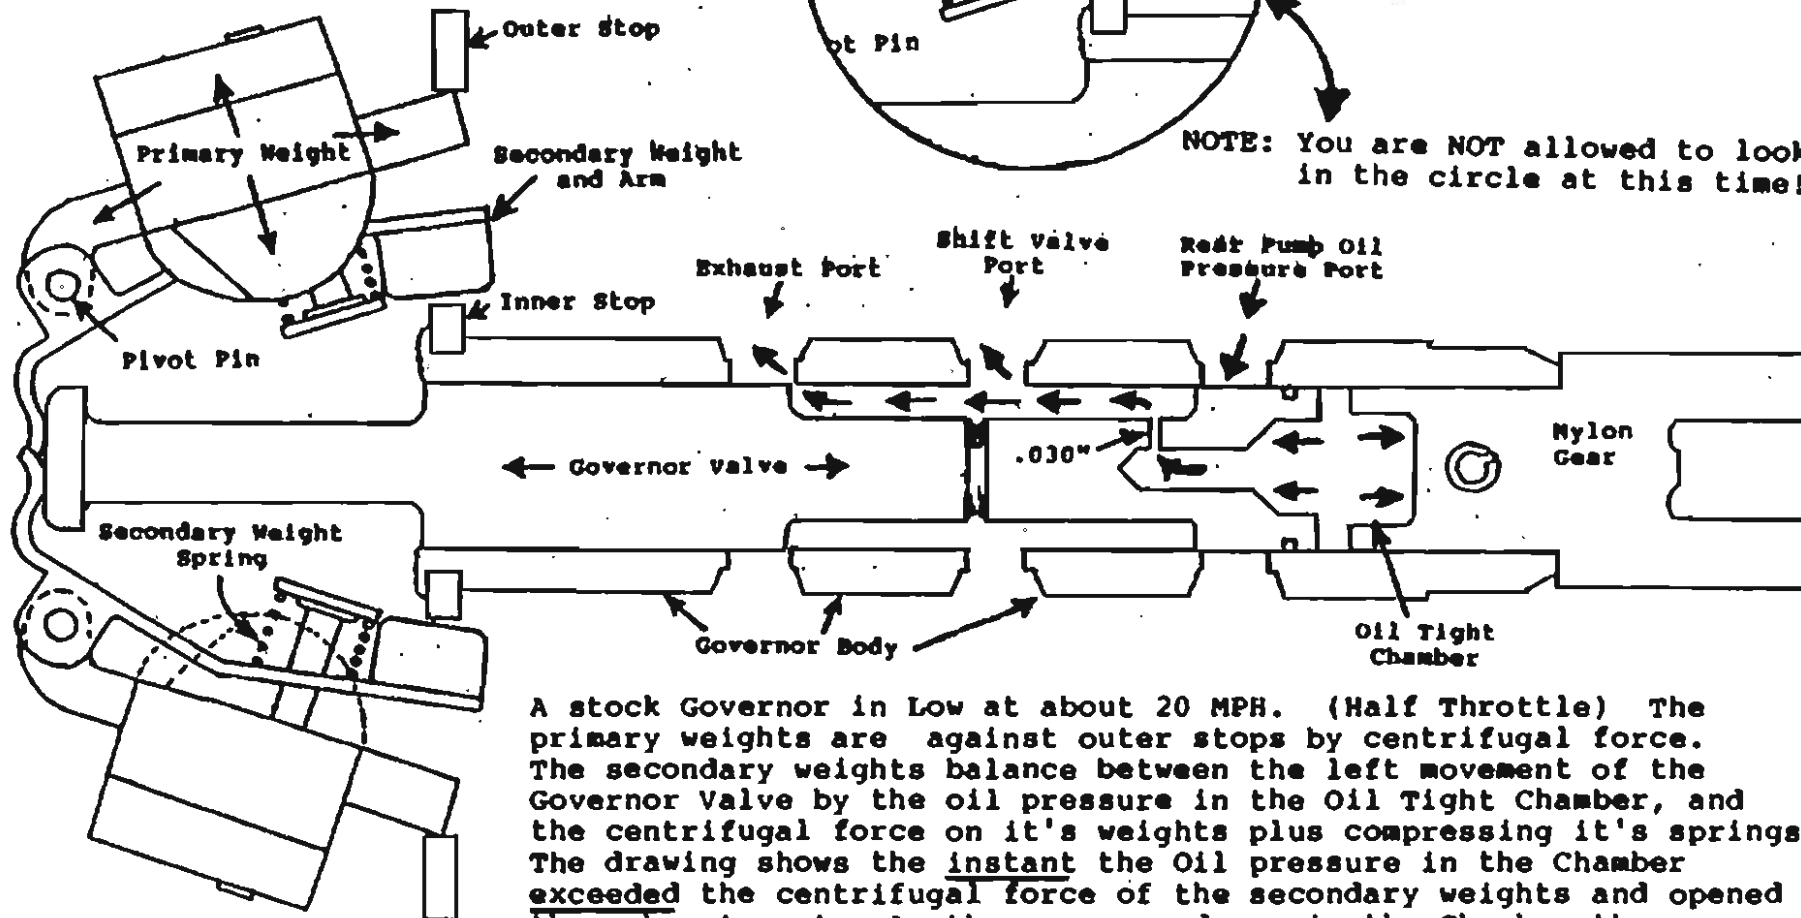 Outer Stop
ot Pin
NOTE: You are NOT allowed to look
in the circle at this time!
Primary Weight
Secondary Weight
and Arm
Exhaust Port
Shift Valve
Port
Rear Pump Oil
Pressure Port
Inner Stop
Pivot Pin
.030"
Governor Valve
Nylon
Gear
Secondary Weight
Spring
Governor Body
Oil Tight
Chamber
A stock Governor in Low at about 20 MPH. (Half Throttle) The
primary weights are against outer stops by centrifugal force.
The secondary weights balance between the left movement of the
Governor Valve by the oil pressure in the Oil Tight Chamber, and
the centrifugal force on it's weights plus compressing it's springs
The drawing shows the instant the Oil pressure in the Chamber
exceeded the centrifugal force of the secondary weights and opened